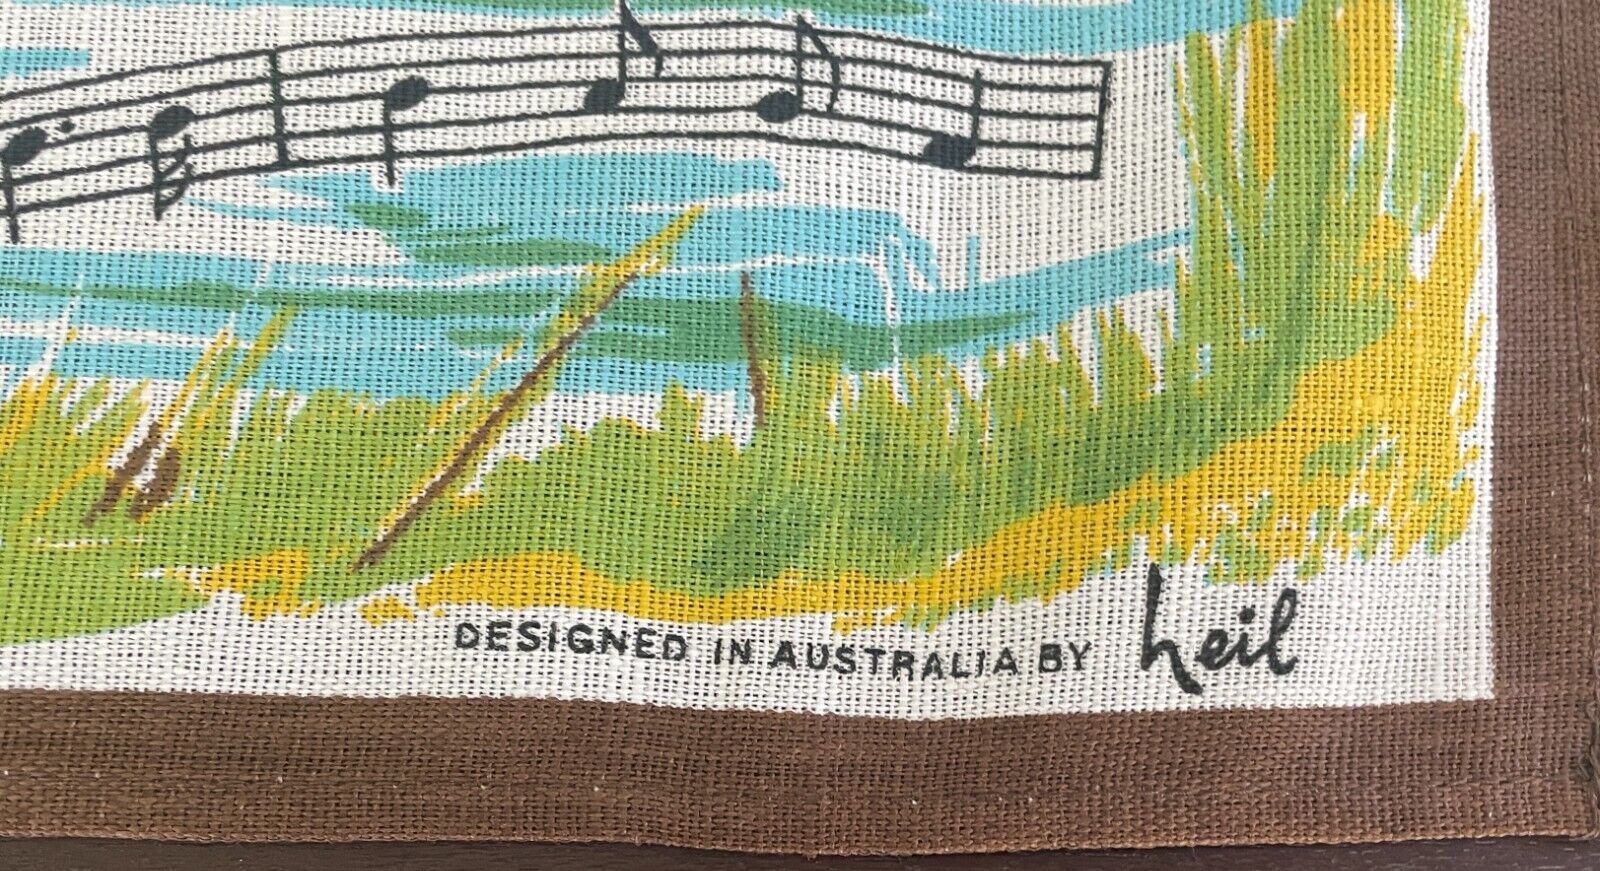 DESIGNED IN AUSTRALIA BY heil